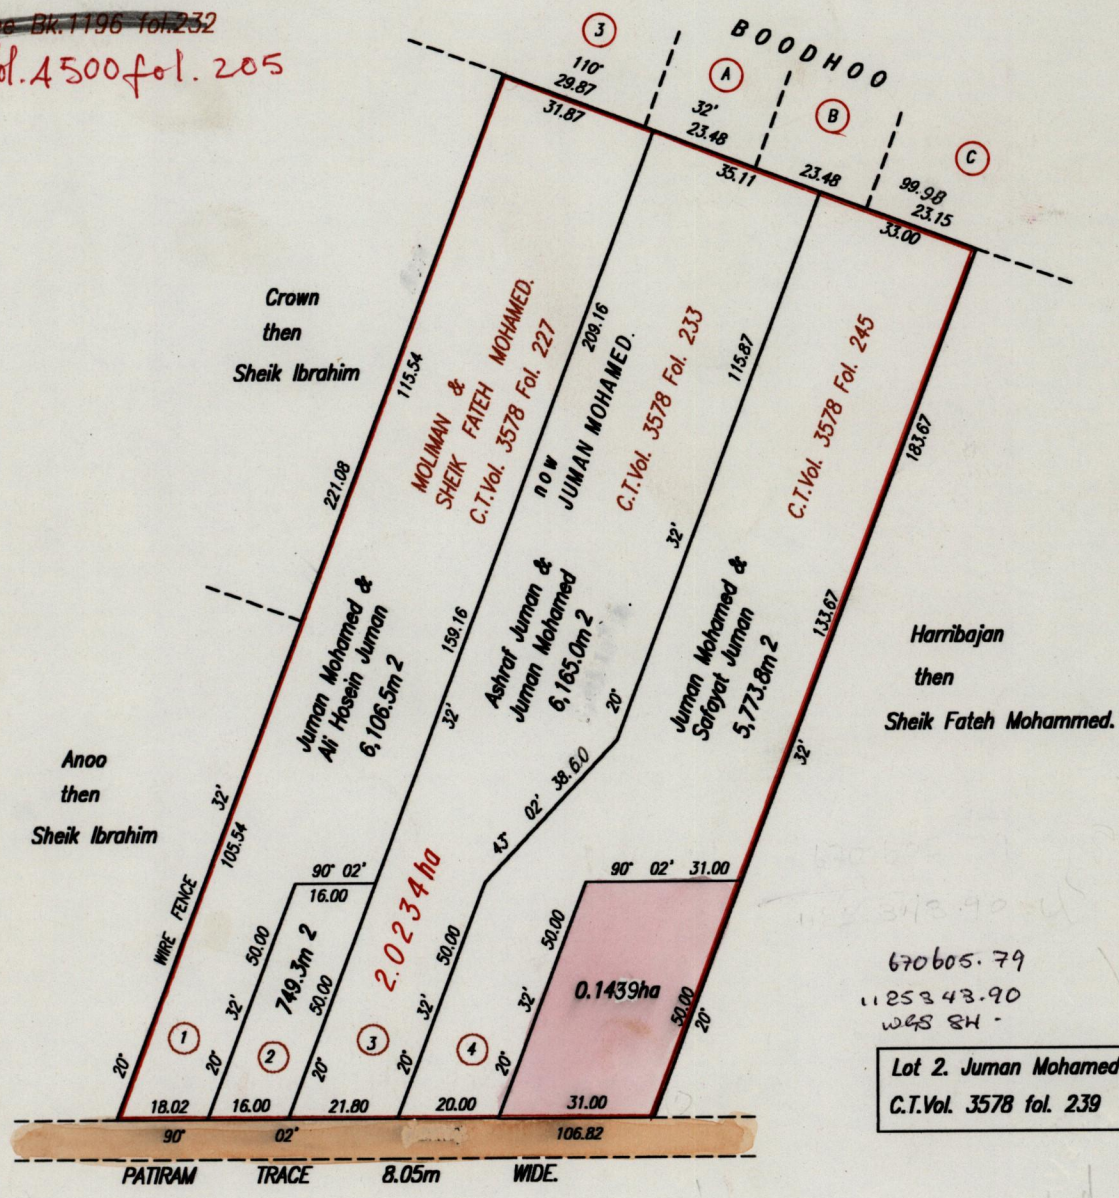 Bk.1196 fol.232
ol.4500 fol. 205
BOODHOO
3
A
B
C
110°
29.87
31.87
32'
23.48
35.11
23.48
99.98
23.15
33.00
Crown
then
Sheik Ibrahim
115.54
221.08
MOLIMAN &
SHEIK FATEH MOHAMED.
C.T.Vol. 3578 Fol. 227
209.16
now
JUMAN MOHAMED.
C.T.Vol. 3578 Fol. 233
115.87
C.T.Vol. 3578 Fol. 245
183.67
Juman Mohamed &
Ali Hosein Juman
6,106.5m 2
159.16
32'
Ashraf Juman &
Juman Mohamed
6,165.0m 2
32'
20°
Juman Mohamed &
Safayat Juman
5,773.8m 2
133.67
32'
Harribajan
then
Sheik Fateh Mohammed.
Anoo
then
Sheik Ibrahim
32'
105.54
WIRE FENCE
20°
43° 02' 38.60
90° 02'
16.00
50.00
32'
20°
749.3m 2
50.00
20°
2.0234ha
50.00
32'
20°
90° 02' 31.00
50.00
32'
20°
0.1439ha
50.00
20°
670605.79
1125343.90
WGS 84 -
1
2
3
4
Lot 2. Juman Mohamed
C.T.Vol. 3578 fol. 239
18.02
16.00
21.80
20.00
31.00
90° 02' 106.82
PATIRAM TRACE 8.05m WIDE.